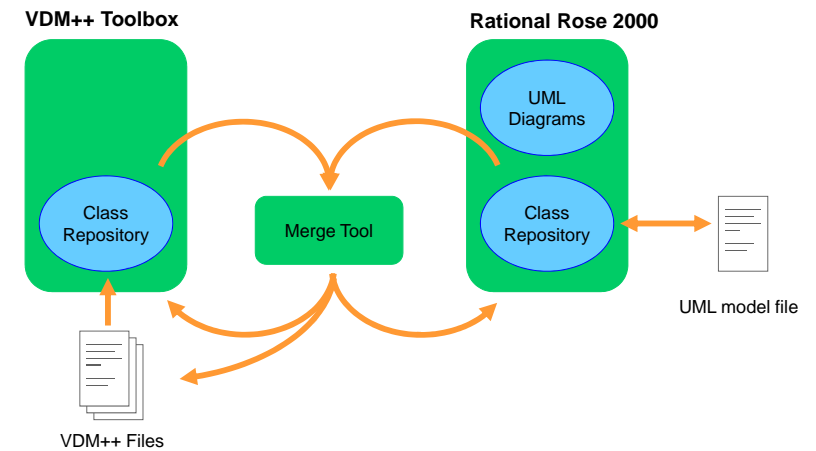 VDM++ Toolbox
Rational Rose 2000
UML
Diagrams
Class
Repository
Merge Tool
Class
Repository
UML model file
VDM++ Files